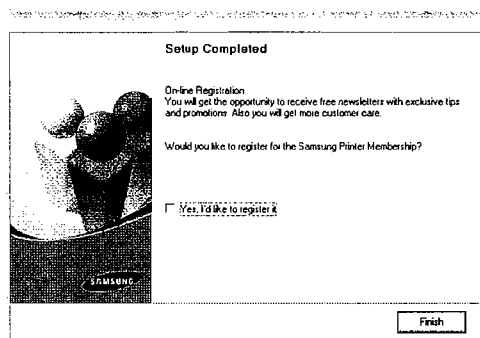 Setup Completed
On-line Registration
You will get the opportunity to receive free newsletters with exclusive tips
and promotions. Also you will get more customer care.
Would you like to register for the Samsung Printer Membership?
Yes, I'd like to register it
SAMSUNG
Finish